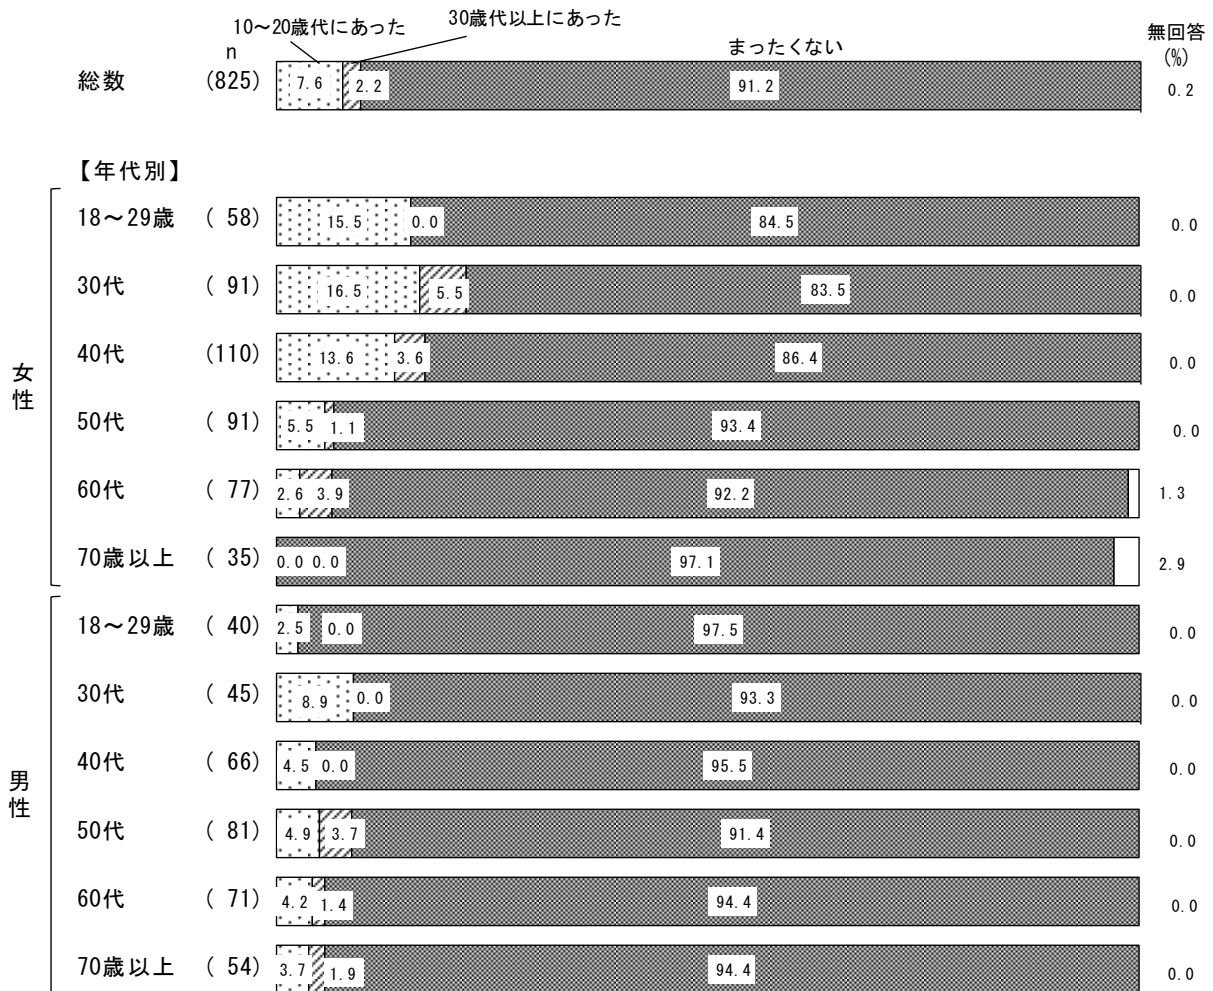 10～20歳代にあった 30歳代以上にあった まったくない 無回答
n (%)
総数 (825) 7.6 2.2 91.2 0.2
【年代別】
女性
18～29歳 ( 58) 15.5 0.0 84.5 0.0
30代 ( 91) 16.5 5.5 83.5 0.0
40代 (110) 13.6 3.6 86.4 0.0
50代 ( 91) 5.5 1.1 93.4 0.0
60代 ( 77) 2.6 3.9 92.2 1.3
70歳以上 ( 35) 0.0 0.0 97.1 2.9
男性
18～29歳 ( 40) 2.5 0.0 97.5 0.0
30代 ( 45) 8.9 0.0 93.3 0.0
40代 ( 66) 4.5 0.0 95.5 0.0
50代 ( 81) 4.9 3.7 91.4 0.0
60代 ( 71) 4.2 1.4 94.4 0.0
70歳以上 ( 54) 3.7 1.9 94.4 0.0